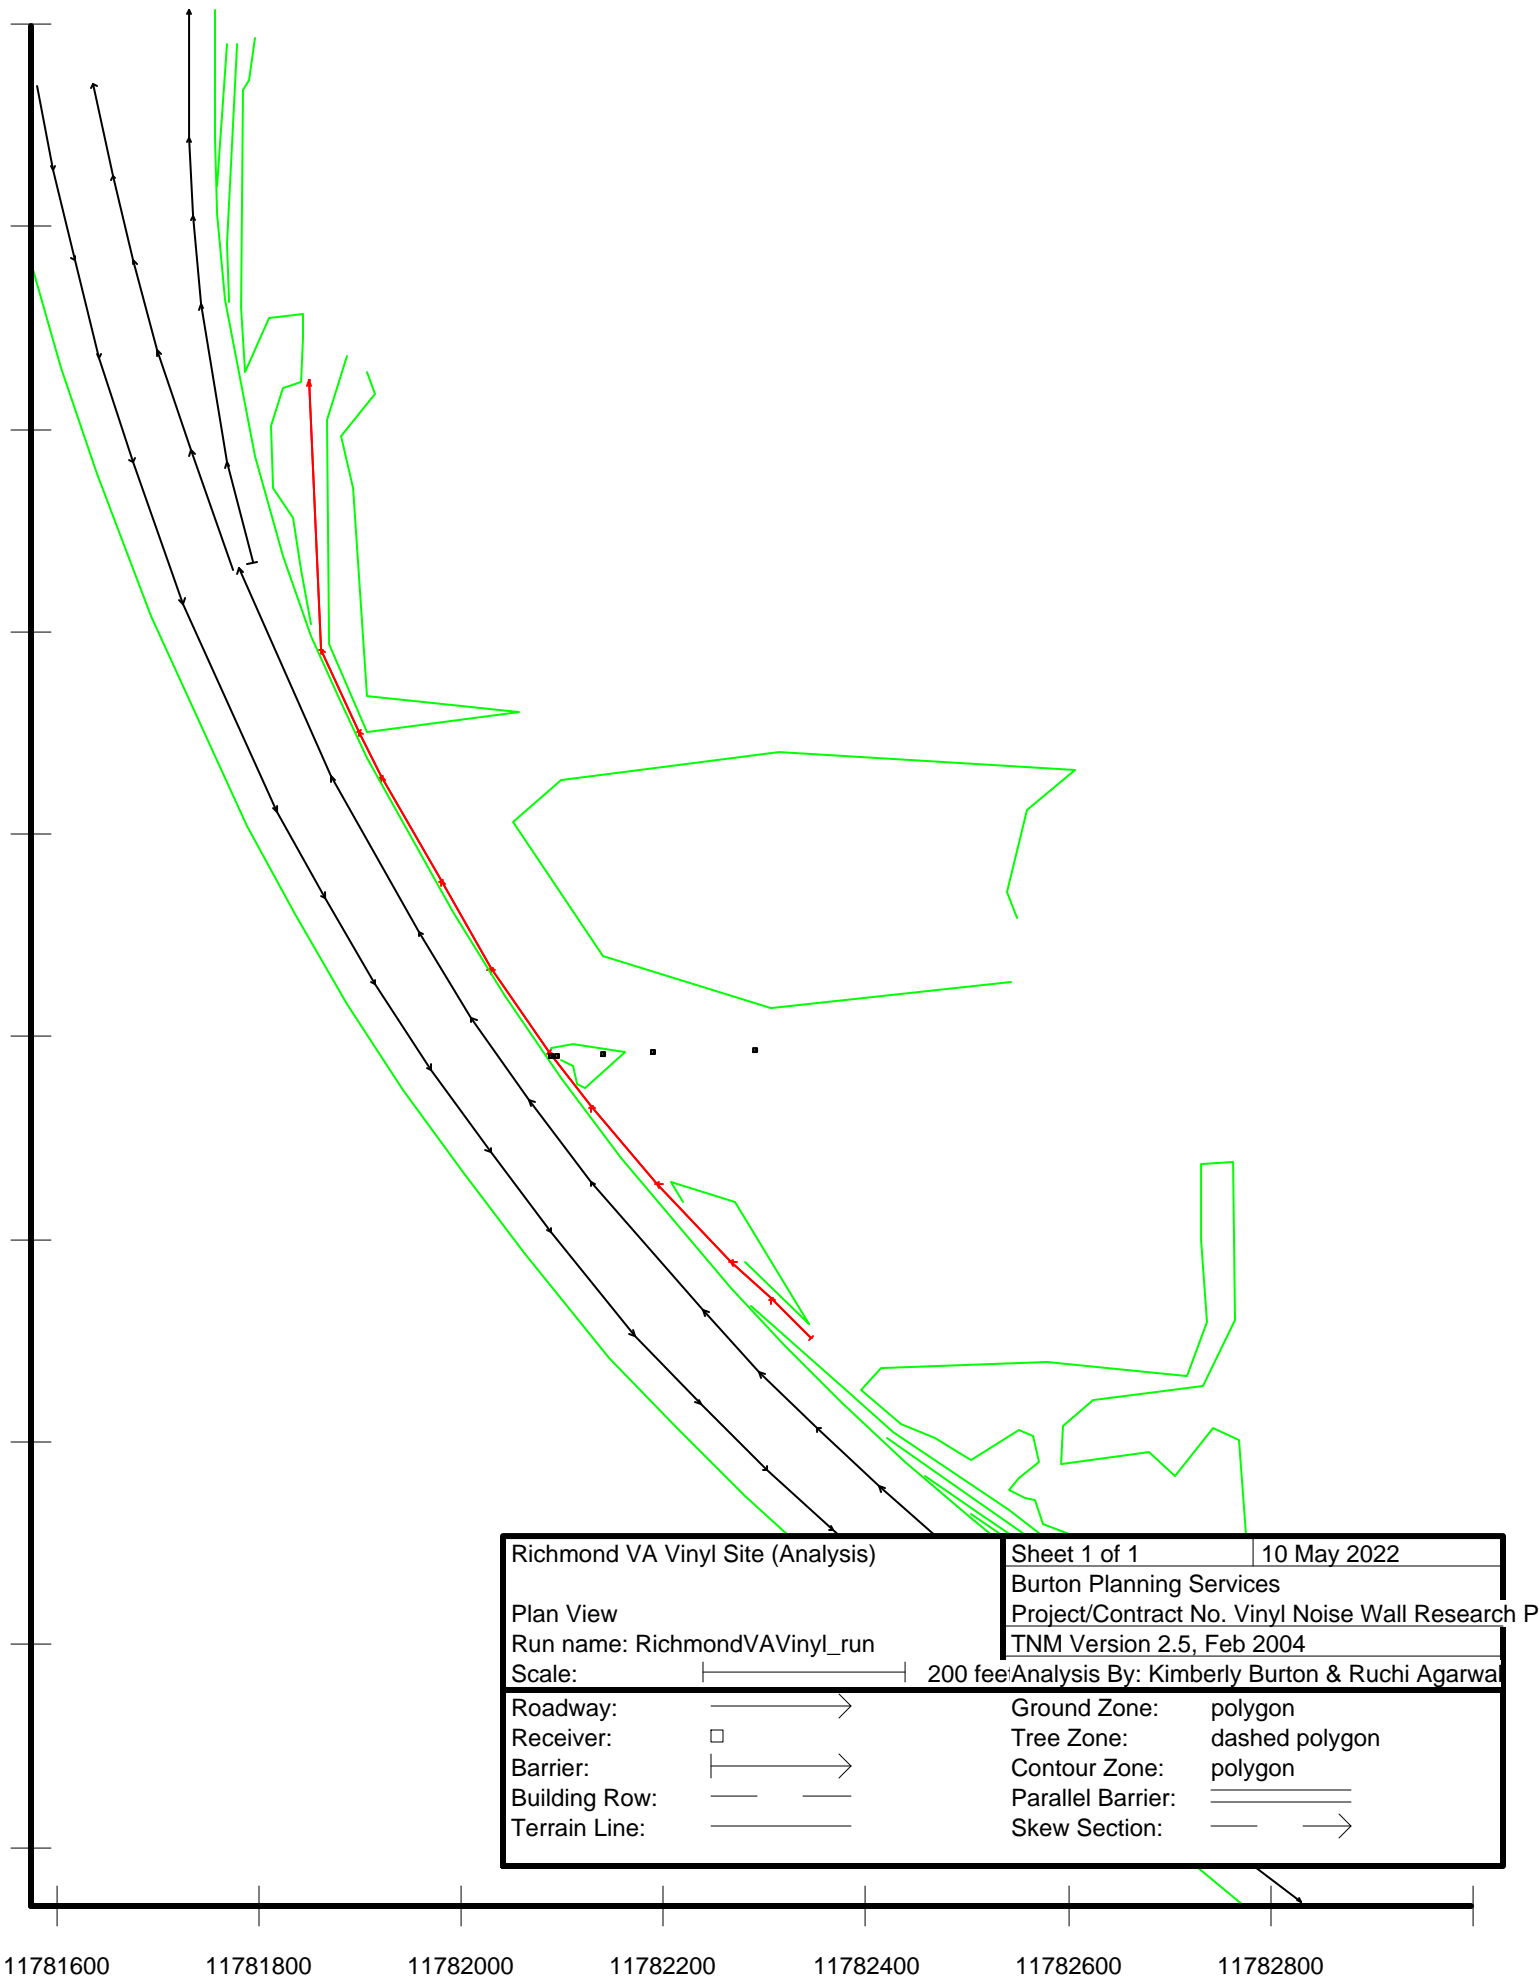 Richmond VA Vinyl Site (Analysis)
Sheet 1 of 1
10 May 2022
Burton Planning Services
Plan View
Project/Contract No. Vinyl Noise Wall Research P
Run name: RichmondVAVinyl_run
TNM Version 2.5, Feb 2004
Scale:
200 fee
Analysis By: Kimberly Burton & Ruchi Agarwal
Roadway:
Ground Zone: polygon
Receiver:
Tree Zone: dashed polygon
Barrier:
Contour Zone: polygon
Building Row:
Parallel Barrier:
Terrain Line:
Skew Section:
11781600 11781800 11782000 11782200 11782400 11782600 11782800